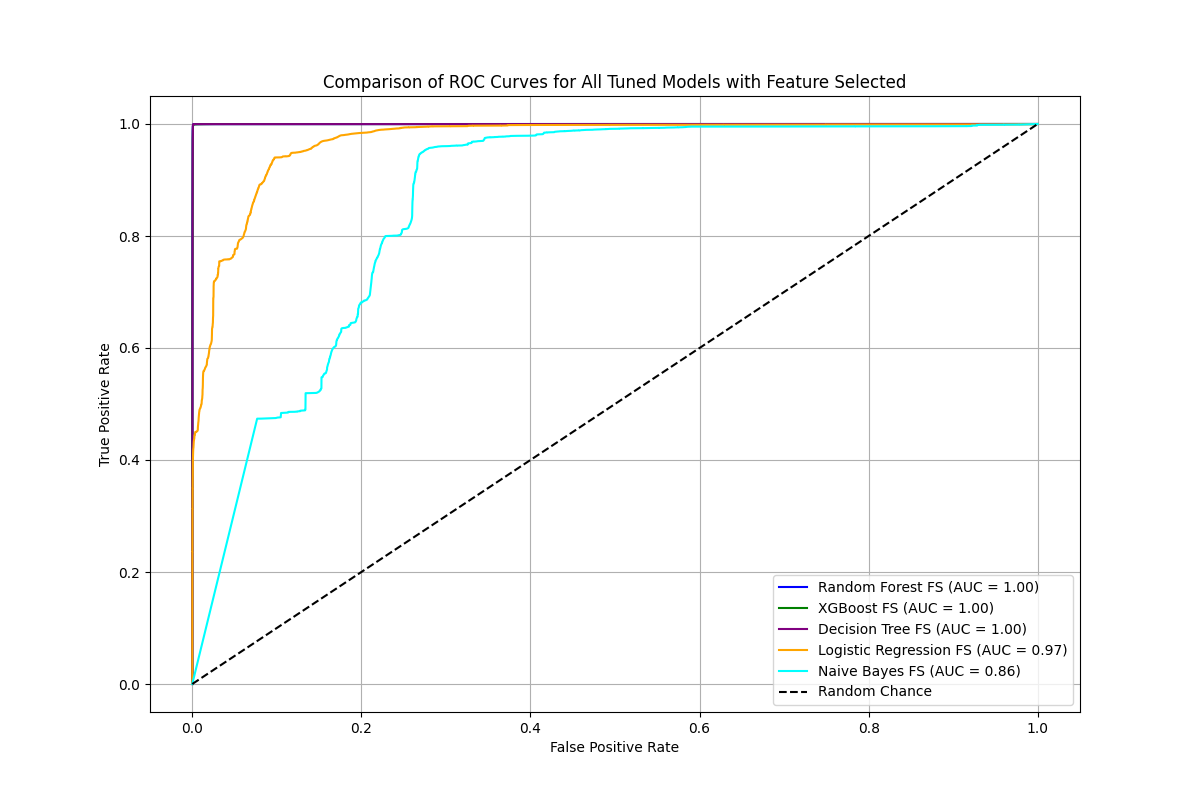 Comparison of ROC Curves for All Tuned Models with Feature Selected
True Positive Rate
1.0
0.8
0.6
0.4
0.2
0.0
Random Forest FS (AUC = 1.00)
XGBoost FS (AUC = 1.00)
Decision Tree FS (AUC = 1.00)
Logistic Regression FS (AUC = 0.97)
Naive Bayes FS (AUC = 0.86)
Random Chance
0.0 0.2 0.4 0.6 0.8 1.0
False Positive Rate